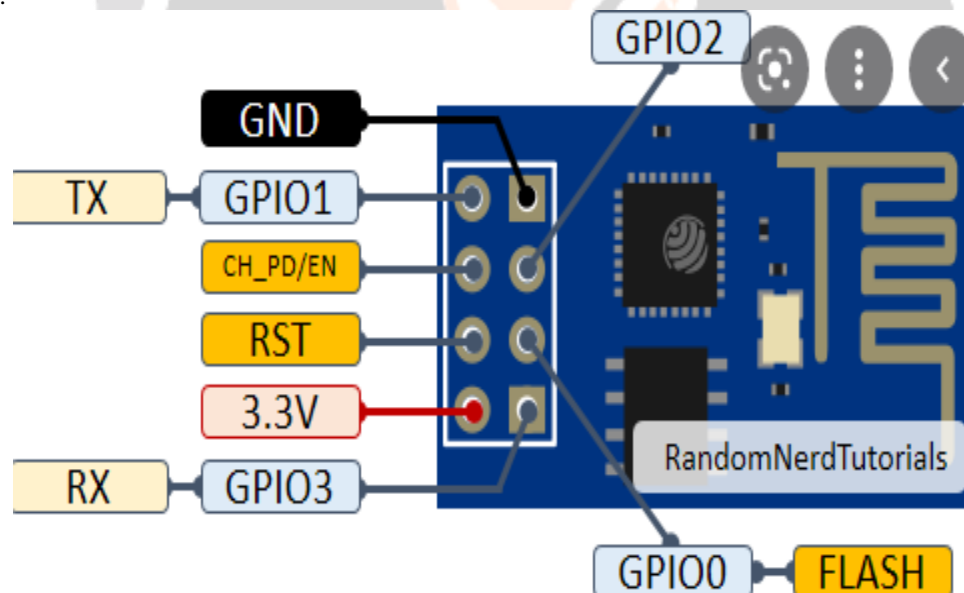 GPIO2
GND
TX GPIO1
CH_PD/EN
RST
3.3V
RX GPIO3
RandomNerdTutorials
GPIO0 FLASH